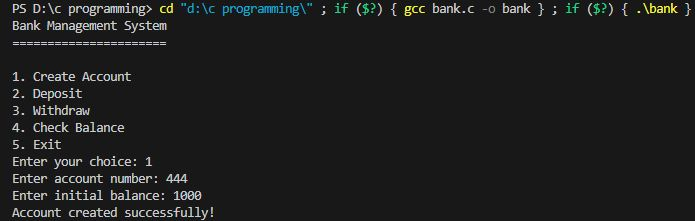 PS D:\c programming> cd "d:\c programming\" ; if ($?) { gcc bank.c -o bank } ; if ($?) { .\bank }
Bank Management System
======================
1. Create Account
2. Deposit
3. Withdraw
4. Check Balance
5. Exit
Enter your choice: 1
Enter account number: 444
Enter initial balance: 1000
Account created successfully!